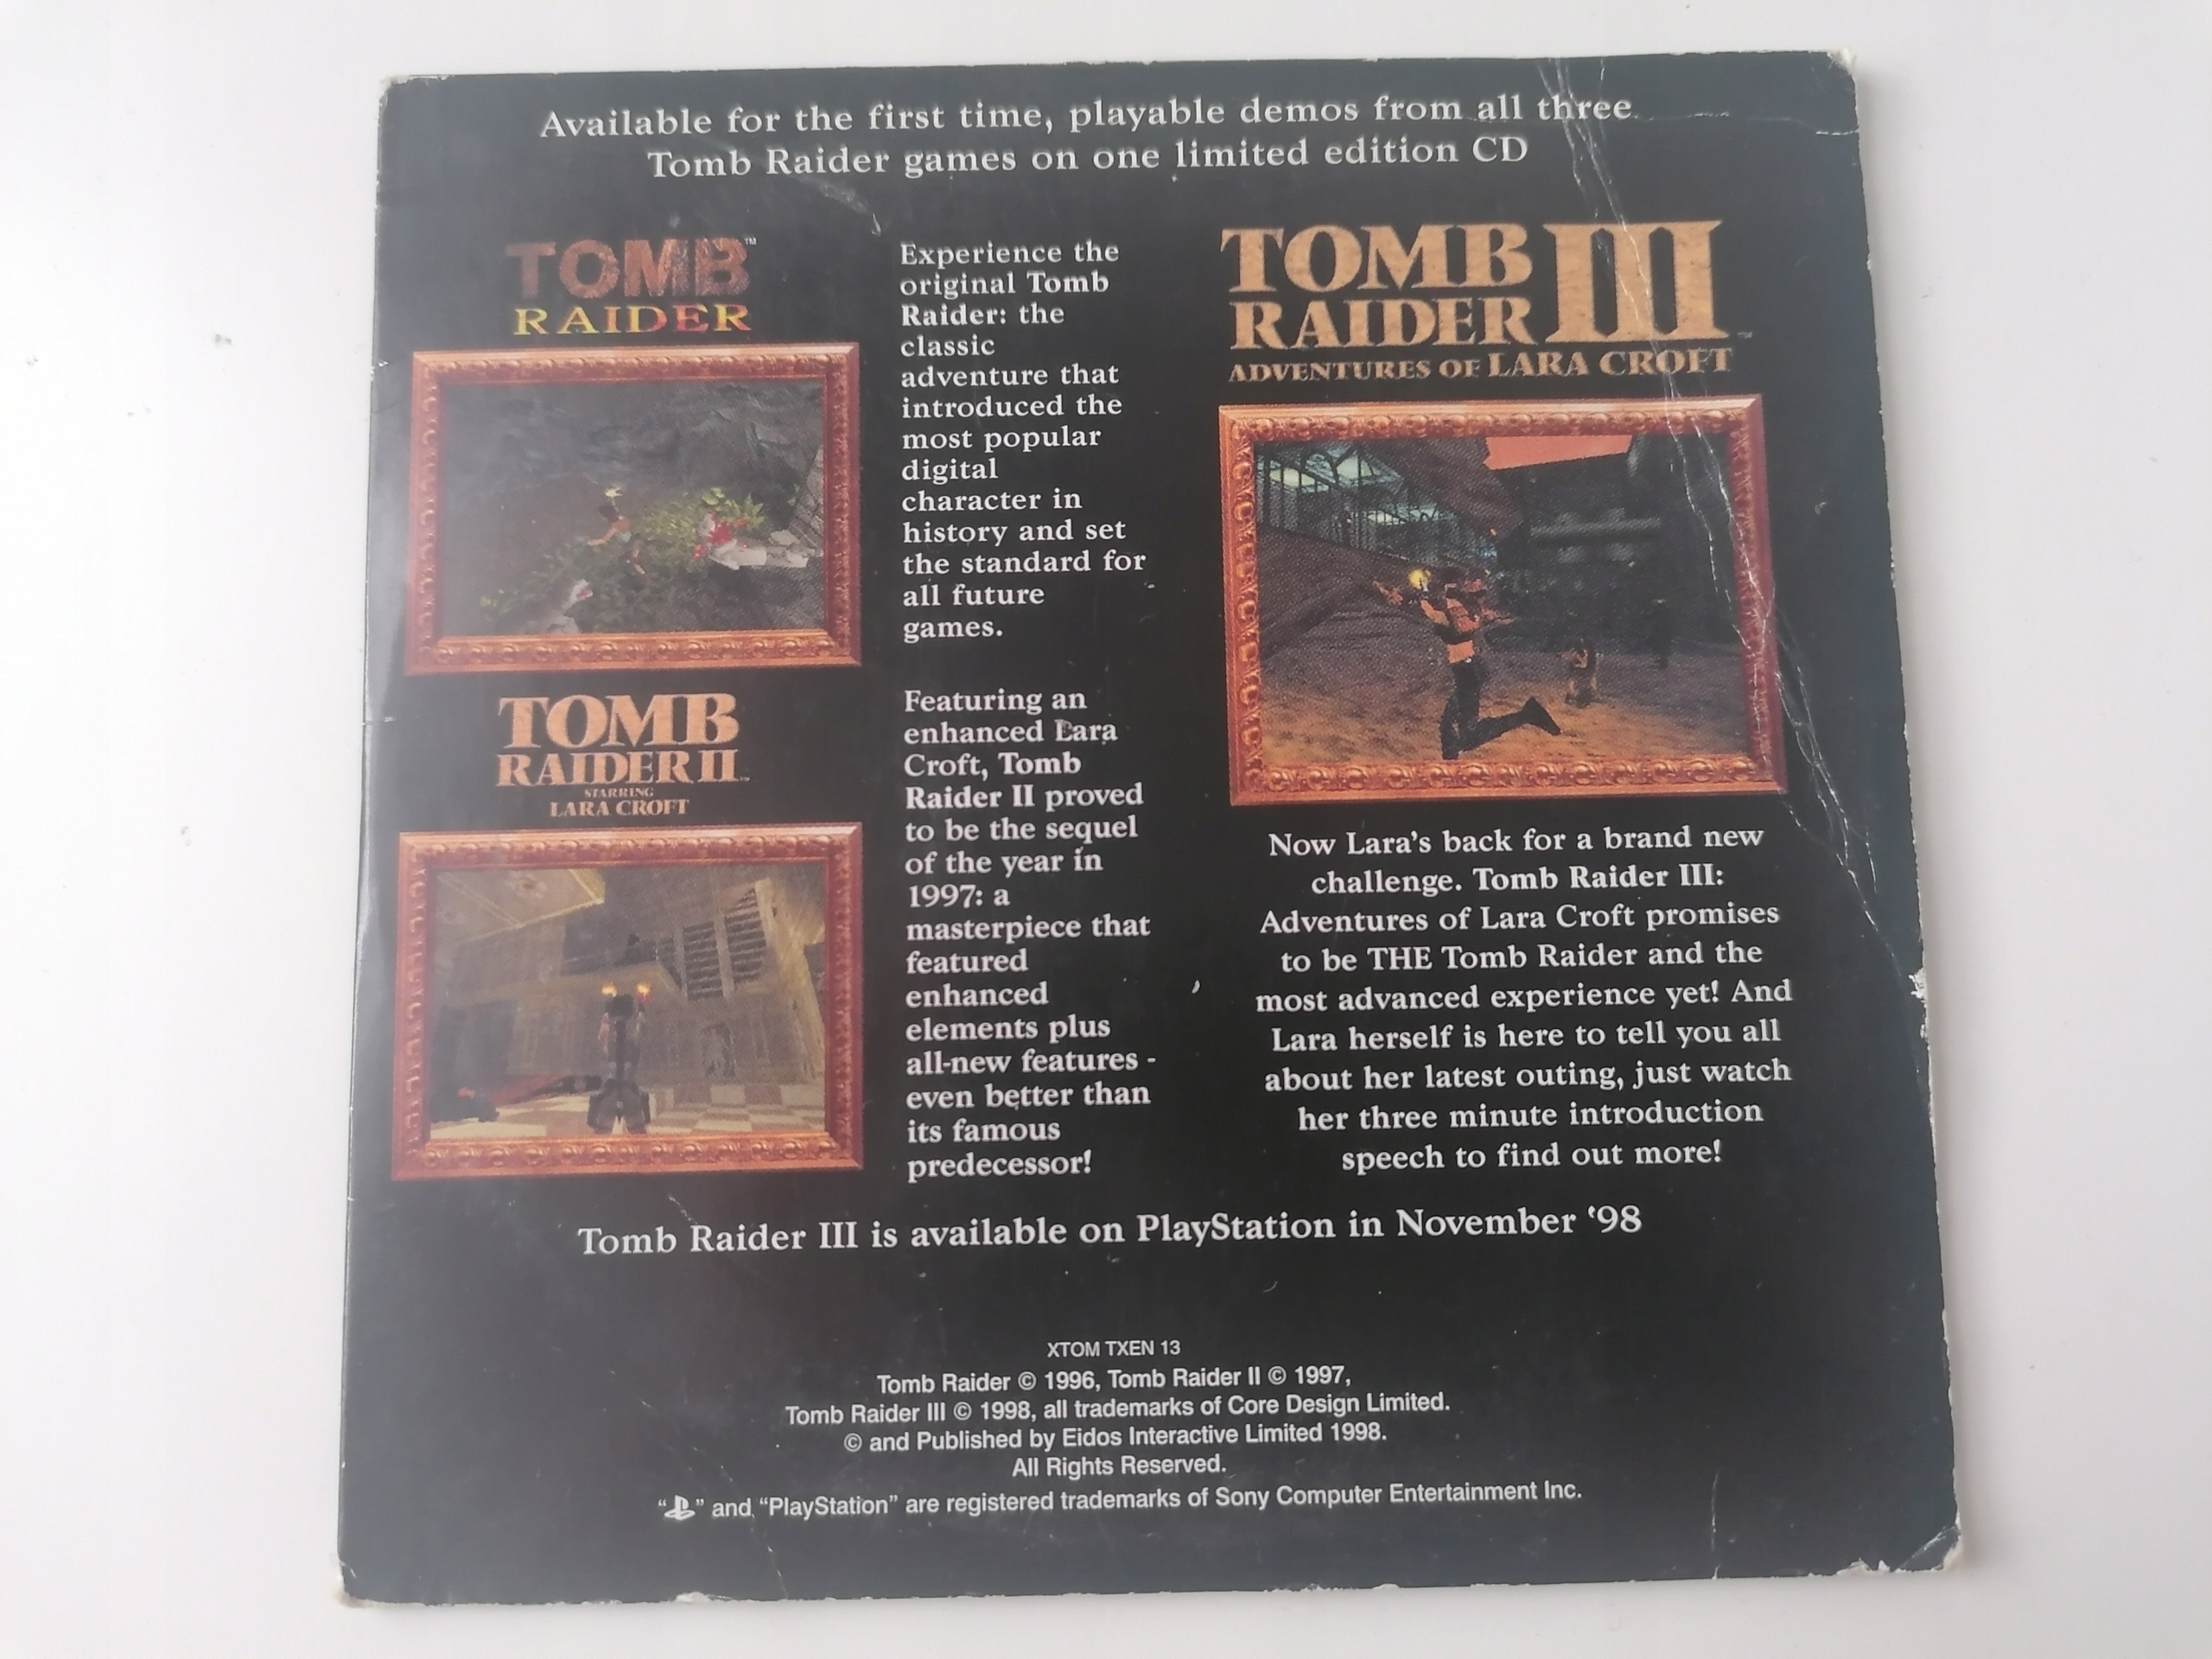 Available for the first time, playable demos from all three
Tomb Raider games on one limited edition CD
TOMB™
RAIDER
Experience the
original Tomb
Raider: the
classic
adventure that
introduced the
most popular
digital
character in
history and set
the standard for
all future
games.
TOMB
RAIDER II™
STARRING
LARA CROFT
Featuring an
enhanced Lara
Croft, Tomb
Raider II proved
to be the sequel
of the year in
1997: a
masterpiece that
featured
enhanced
elements plus
all-new features -
even better than
its famous
predecessor!
TOMB
RAIDER III™
ADVENTURES OF LARA CROFT
Now Lara's back for a brand new
challenge. Tomb Raider III:
Adventures of Lara Croft promises
to be THE Tomb Raider and the
most advanced experience yet! And
Lara herself is here to tell you all
about her latest outing, just watch
her three minute introduction
speech to find out more!
Tomb Raider III is available on PlayStation in November ‘98
XTOM TXEN 13
Tomb Raider © 1996, Tomb Raider II © 1997,
Tomb Raider III © 1998, all trademarks of Core Design Limited.
© and Published by Eidos Interactive Limited 1998.
All Rights Reserved.
“PS” and “PlayStation” are registered trademarks of Sony Computer Entertainment Inc.